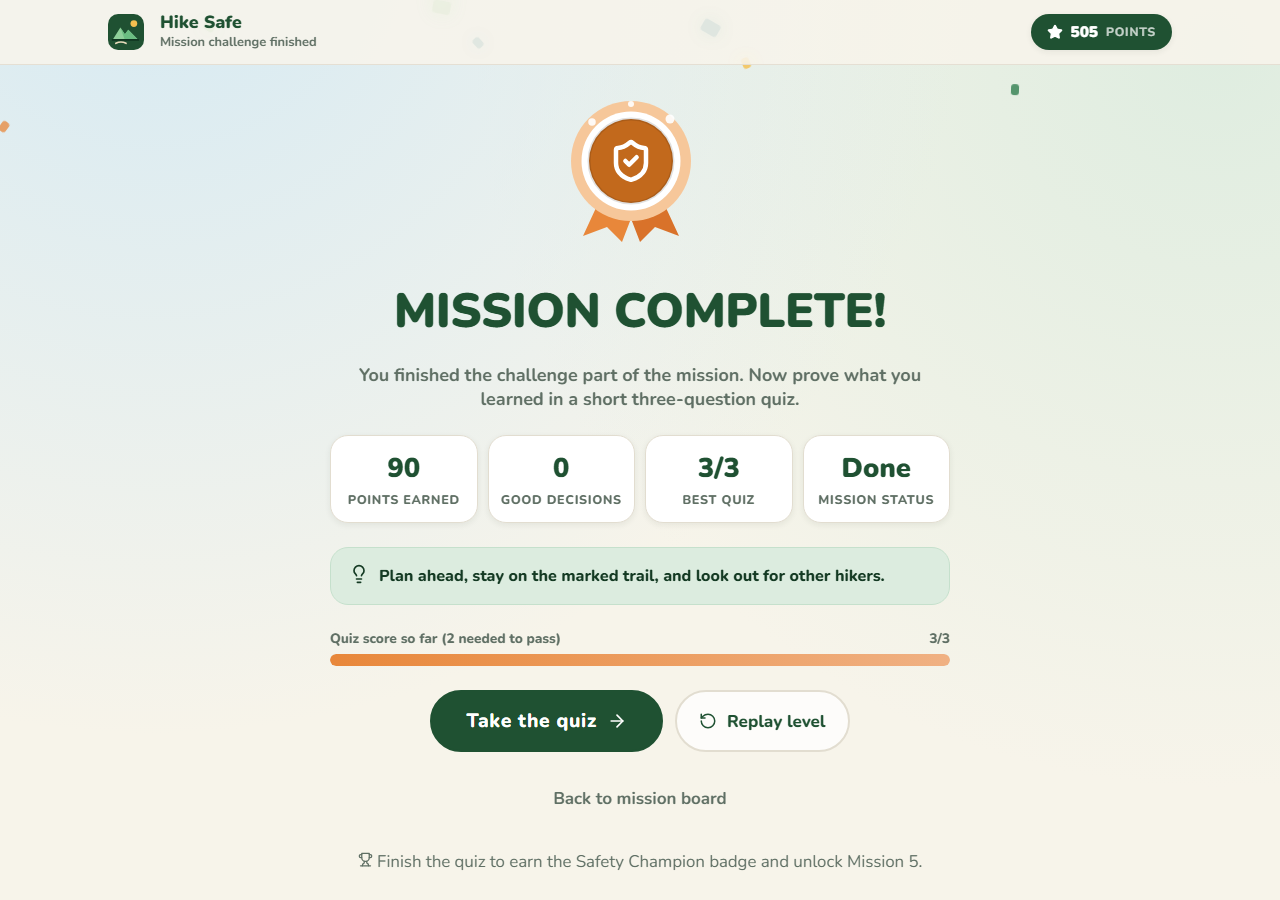 Hike Safe
Mission challenge finished
505 POINTS
MISSION COMPLETE!
You finished the challenge part of the mission. Now prove what you
learned in a short three-question quiz.
90
POINTS EARNED
0
GOOD DECISIONS
3/3
BEST QUIZ
Done
MISSION STATUS
Plan ahead, stay on the marked trail, and look out for other hikers.
Quiz score so far (2 needed to pass) 3/3
Take the quiz
Replay level
Back to mission board
Finish the quiz to earn the Safety Champion badge and unlock Mission 5.